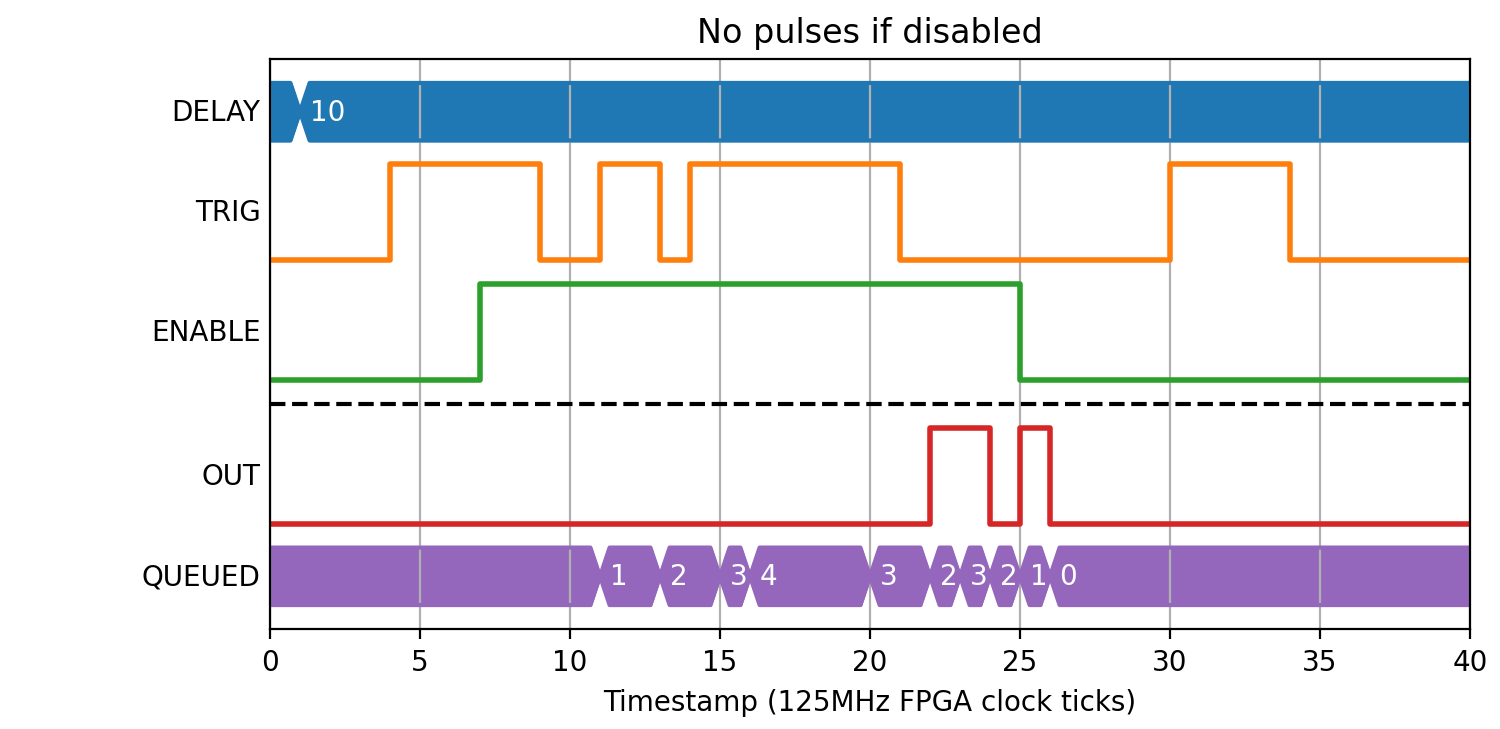 No pulses if disabled
DELAY 10
TRIG
ENABLE
OUT
QUEUED 1 2 3 4 3 2 3 2 1 0
0 5 10 15 20 25 30 35 40
Timestamp (125MHz FPGA clock ticks)